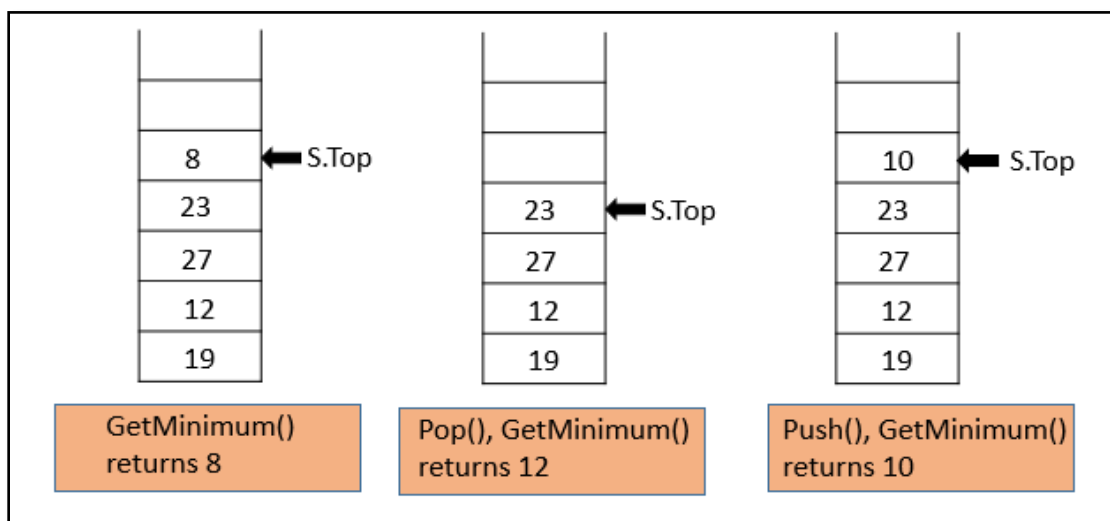 8
S.Top
23
27
12
19
GetMinimum()
returns 8
23
S.Top
27
12
19
Pop(), GetMinimum()
returns 12
10
S.Top
23
27
12
19
Push(), GetMinimum()
returns 10